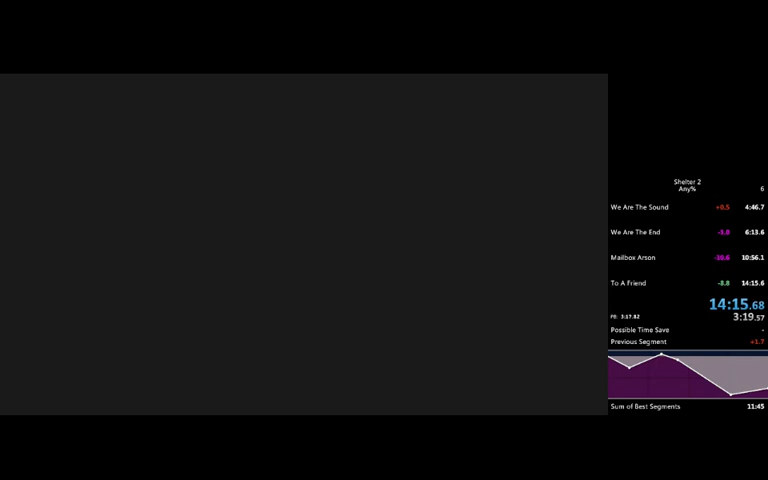 Shelter 2
Any% 6
We Are The Sound +0.5 4:46.7
We Are The End -3.0 6:13.6
Mailbox Arson -10.6 10:56.1
To A Friend -8.8 14:15.6
14:15.68
PB: 3:17.82 3:19.57
Possible Time Save -
Previous Segment +1.7
Sum of Best Segments 11:45